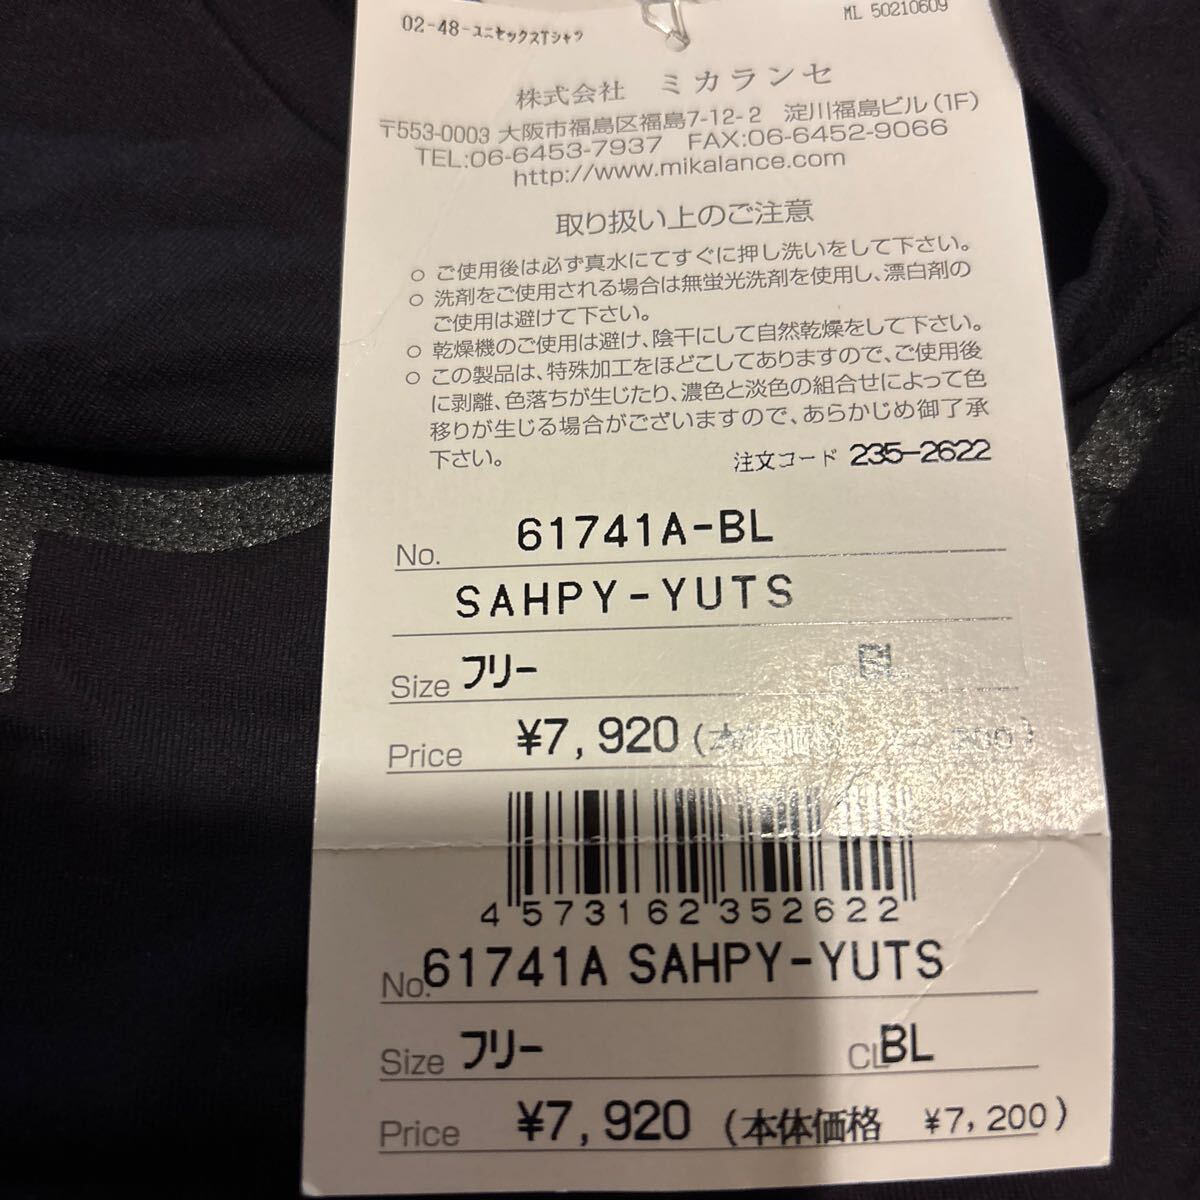 02-48-ユニセックスTシャツ
ML 50210609
株式会社 ミカランセ
〒553-0003 大阪市福島区福島7-12-2 淀川福島ビル(1F)
TEL:06-6453-7937 FAX:06-6452-9066
http://www.mikalance.com
取り扱い上のご注意
○ ご使用後は必ず真水にてすぐに押し洗いをして下さい。
○ 洗剤をご使用される場合は無蛍光洗剤を使用し、漂白剤の
ご使用は避けて下さい。
○ 乾燥機のご使用は避け、陰干にして自然乾燥をして下さい。
○ この製品は、特殊加工をほどこしてありますので、ご使用後
に剥離、色落ちが生じたり、濃色と淡色の組合せによって色
移りが生じる場合がございますので、あらかじめ御了承
下さい。
注文コード 235-2622
No. 61741A-BL
SAHPY-YUTS
Size フリー BL
Price ¥7,920
4 573162 352622
No. 61741A SAHPY-YUTS
Size フリー CL BL
Price ¥7,920 (本体価格 ¥7,200)